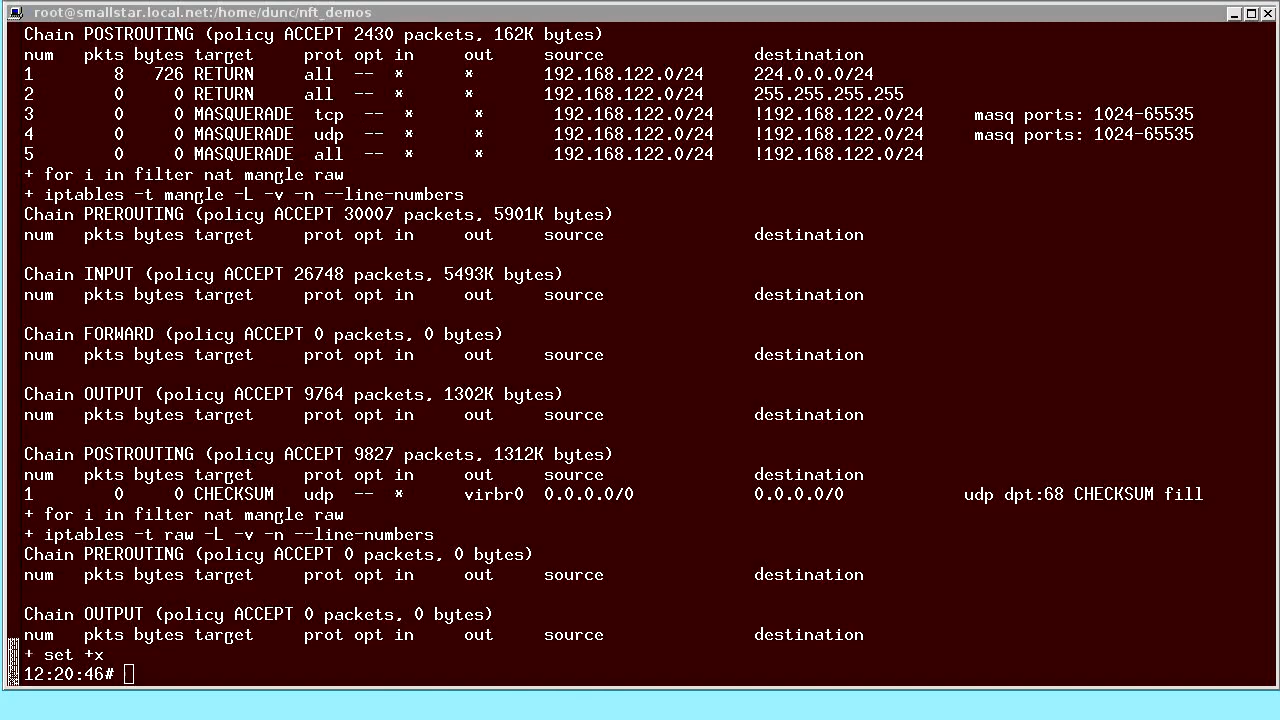 root@smallstar.local.net:/home/dunc/nft_demos
Chain POSTROUTING (policy ACCEPT 2430 packets, 162K bytes)
num   pkts bytes target     prot opt in     out     source               destination
1        8   726 RETURN     all  --  *      *       192.168.122.0/24     224.0.0.0/24
2        0     0 RETURN     all  --  *      *       192.168.122.0/24     255.255.255.255
3        0     0 MASQUERADE  tcp  --  *      *       192.168.122.0/24    !192.168.122.0/24     masq ports: 1024-65535
4        0     0 MASQUERADE  udp  --  *      *       192.168.122.0/24    !192.168.122.0/24     masq ports: 1024-65535
5        0     0 MASQUERADE  all  --  *      *       192.168.122.0/24    !192.168.122.0/24
+ for i in filter nat mangle raw
+ iptables -t mangle -L -v -n --line-numbers
Chain PREROUTING (policy ACCEPT 30007 packets, 5901K bytes)
num   pkts bytes target     prot opt in     out     source               destination
Chain INPUT (policy ACCEPT 26748 packets, 5493K bytes)
num   pkts bytes target     prot opt in     out     source               destination
Chain FORWARD (policy ACCEPT 0 packets, 0 bytes)
num   pkts bytes target     prot opt in     out     source               destination
Chain OUTPUT (policy ACCEPT 9764 packets, 1302K bytes)
num   pkts bytes target     prot opt in     out     source               destination
Chain POSTROUTING (policy ACCEPT 9827 packets, 1312K bytes)
num   pkts bytes target     prot opt in     out     source               destination
1        0     0 CHECKSUM   udp  --  *      virbr0  0.0.0.0/0            0.0.0.0/0            udp dpt:68 CHECKSUM fill
+ for i in filter nat mangle raw
+ iptables -t raw -L -v -n --line-numbers
Chain PREROUTING (policy ACCEPT 0 packets, 0 bytes)
num   pkts bytes target     prot opt in     out     source               destination
Chain OUTPUT (policy ACCEPT 0 packets, 0 bytes)
num   pkts bytes target     prot opt in     out     source               destination
+ set +x
12:20:46#